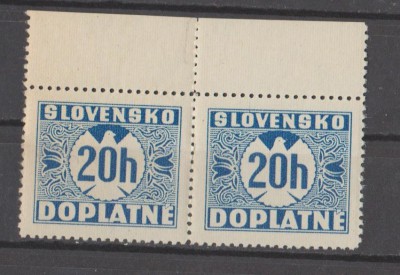 SLOVENSKO SLOVENSKO
20h 20h
DOPLATNÉ DOPLATNÉ